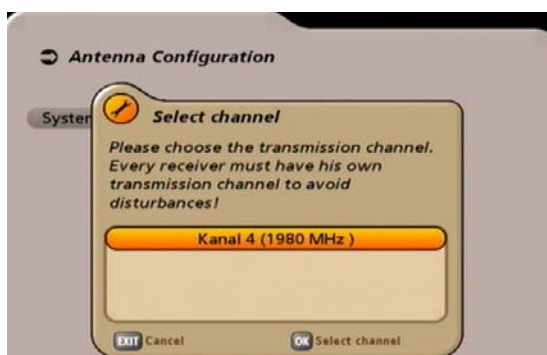 Antenna Configuration
System
Select channel
Please choose the transmission channel.
Every receiver must have his own
transmission channel to avoid
disturbances!
Kanal 4 (1980 MHz )
EXIT Cancel
OK Select channel